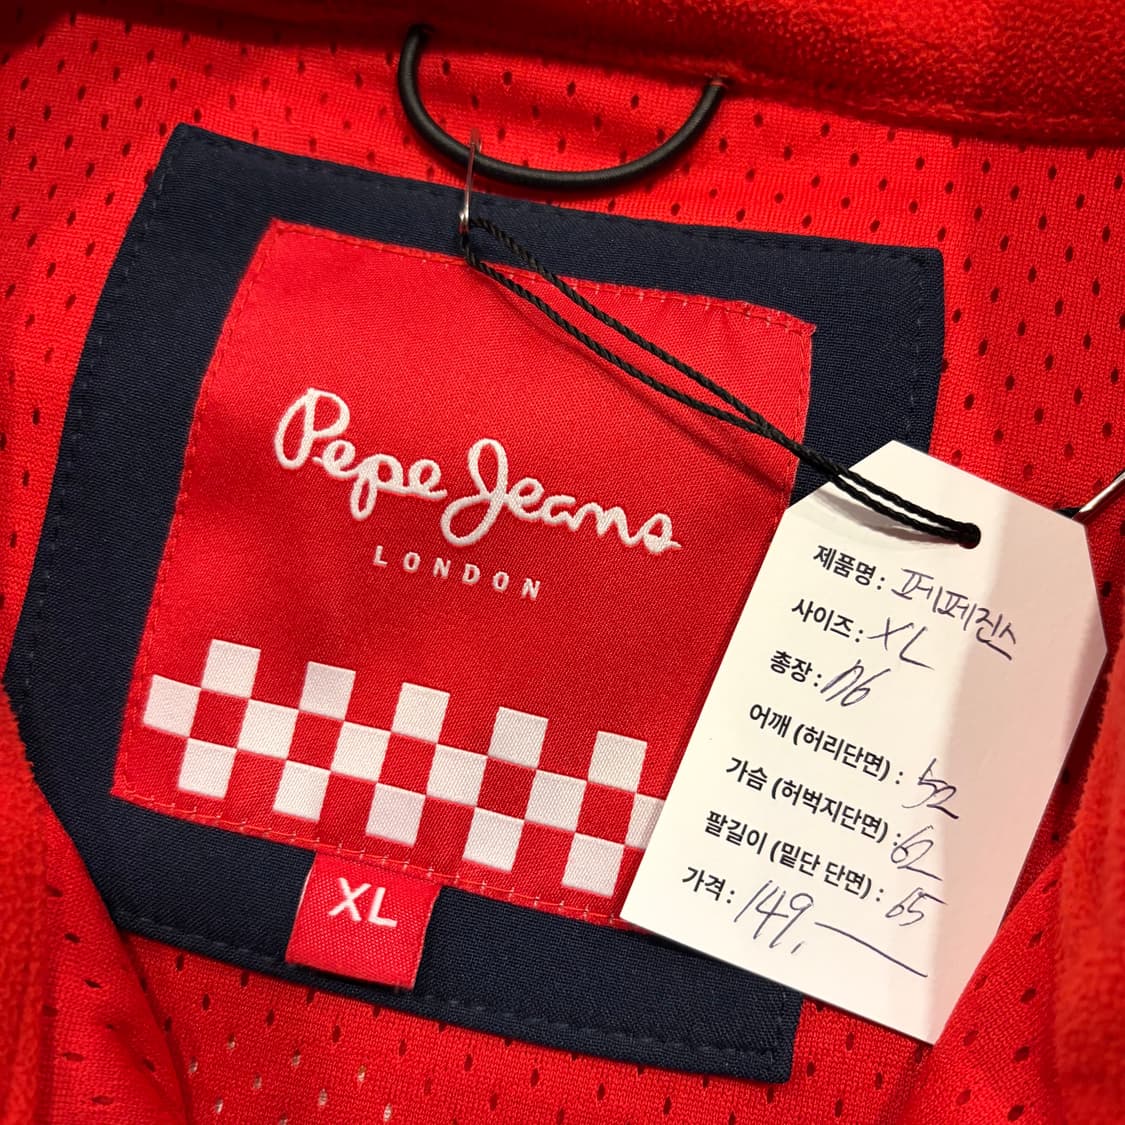 Pepe Jeans
LONDON
XL
제품명 : 페페진스
사이즈 : XL
총장 : 76
어깨 (허리단면) : 52
가슴 (허벅지단면) : 62
팔길이 (밑단 단면) : 65
가격 : 149,—